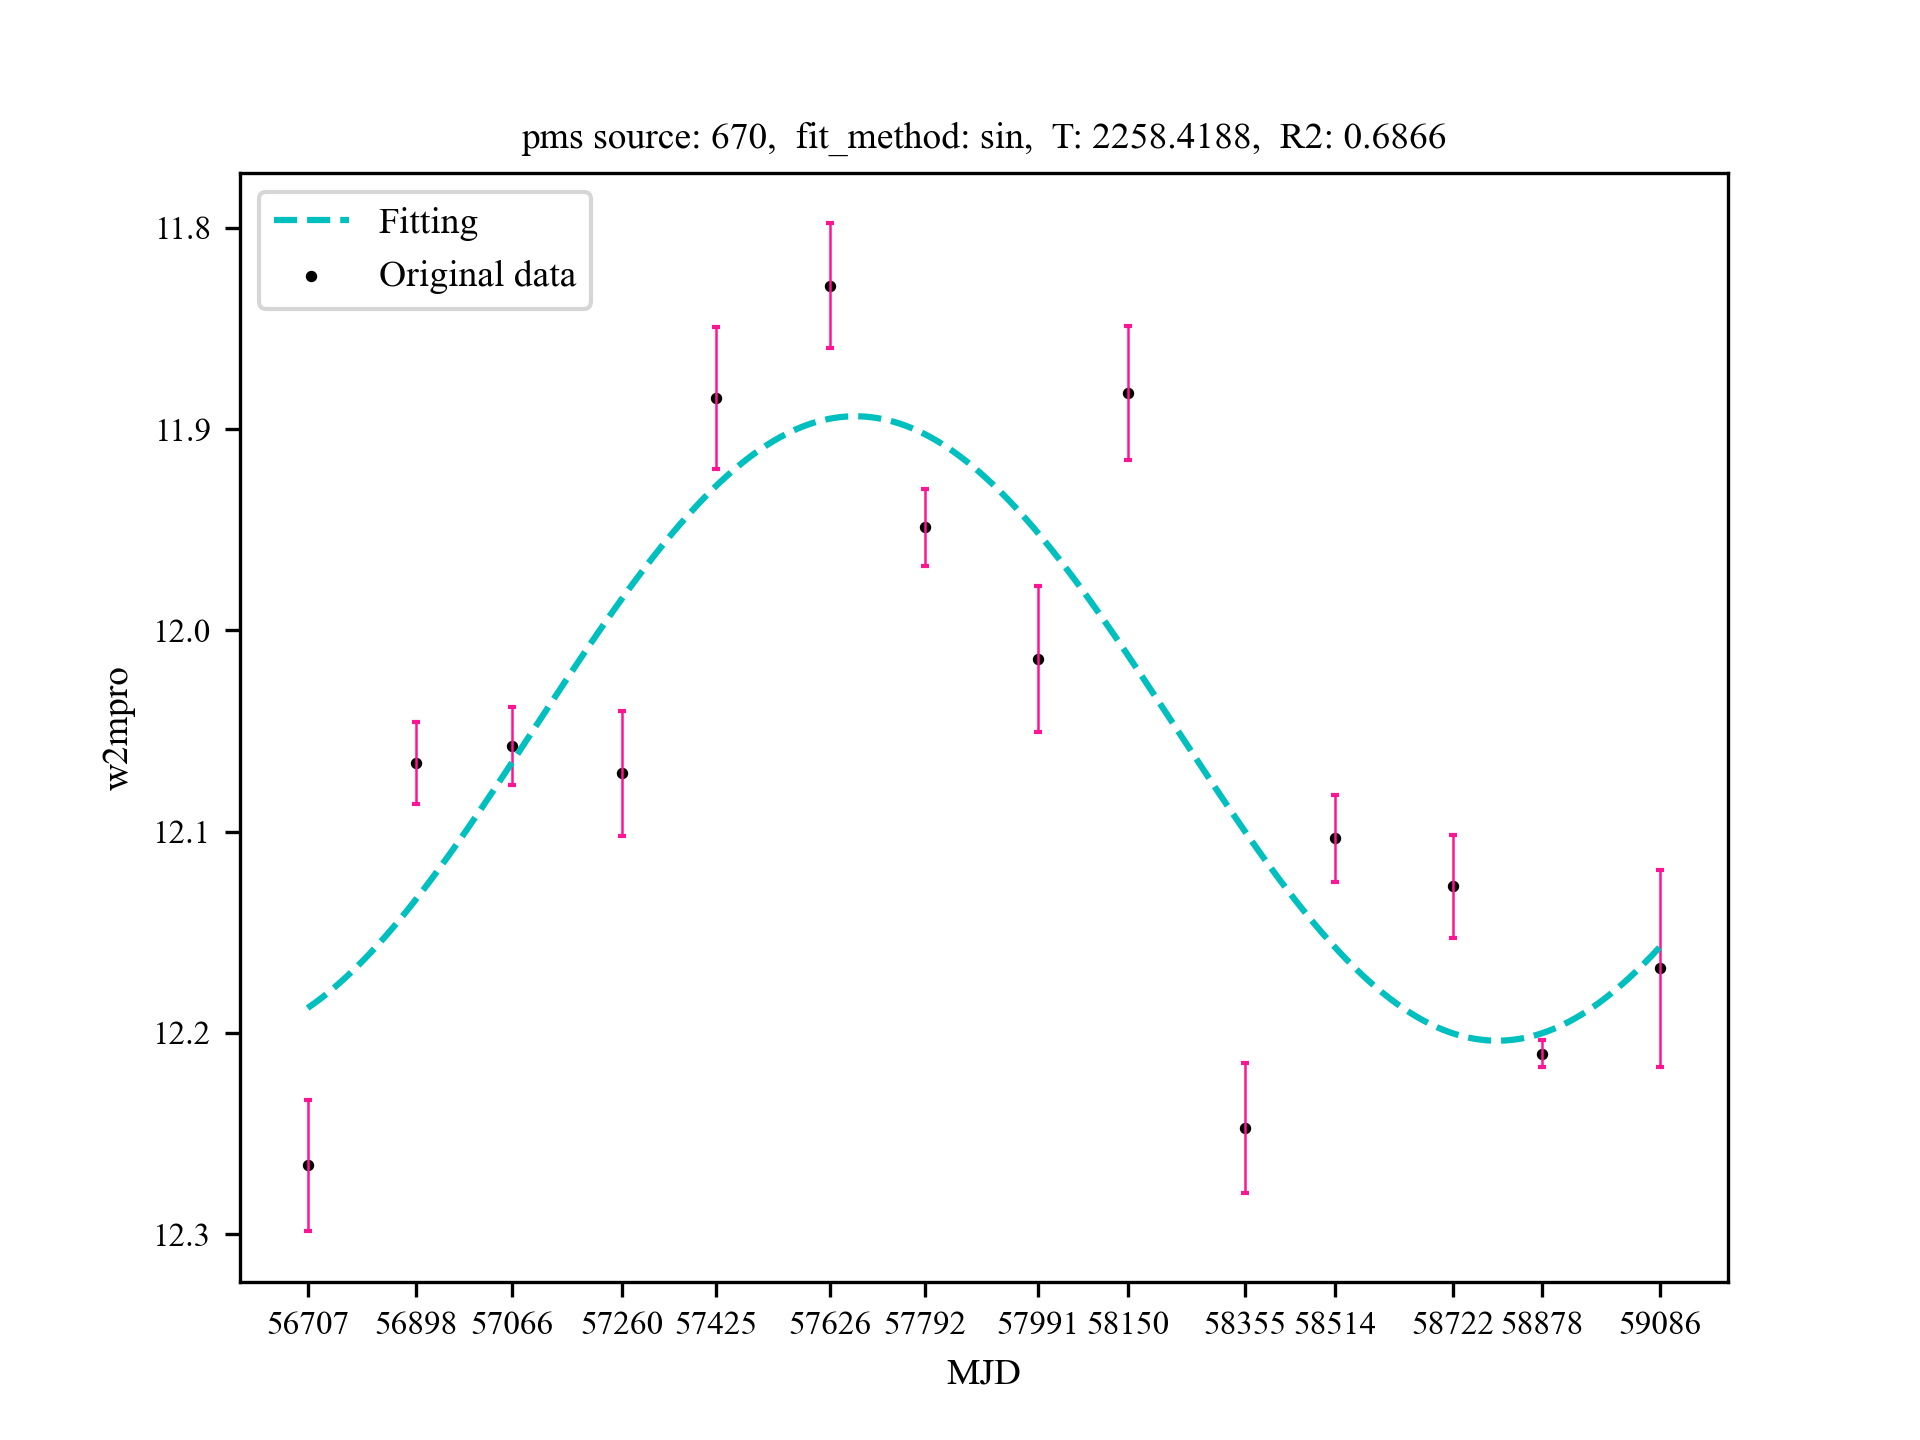 pms source: 670,  fit_method: sin,  T: 2258.4188,  R2: 0.6866
Fitting
Original data
11.8
11.9
12.0
12.1
12.2
12.3
w2mpro
56707 56898 57066 57260 57425 57626 57792 57991 58150 58355 58514 58722 58878 59086
MJD